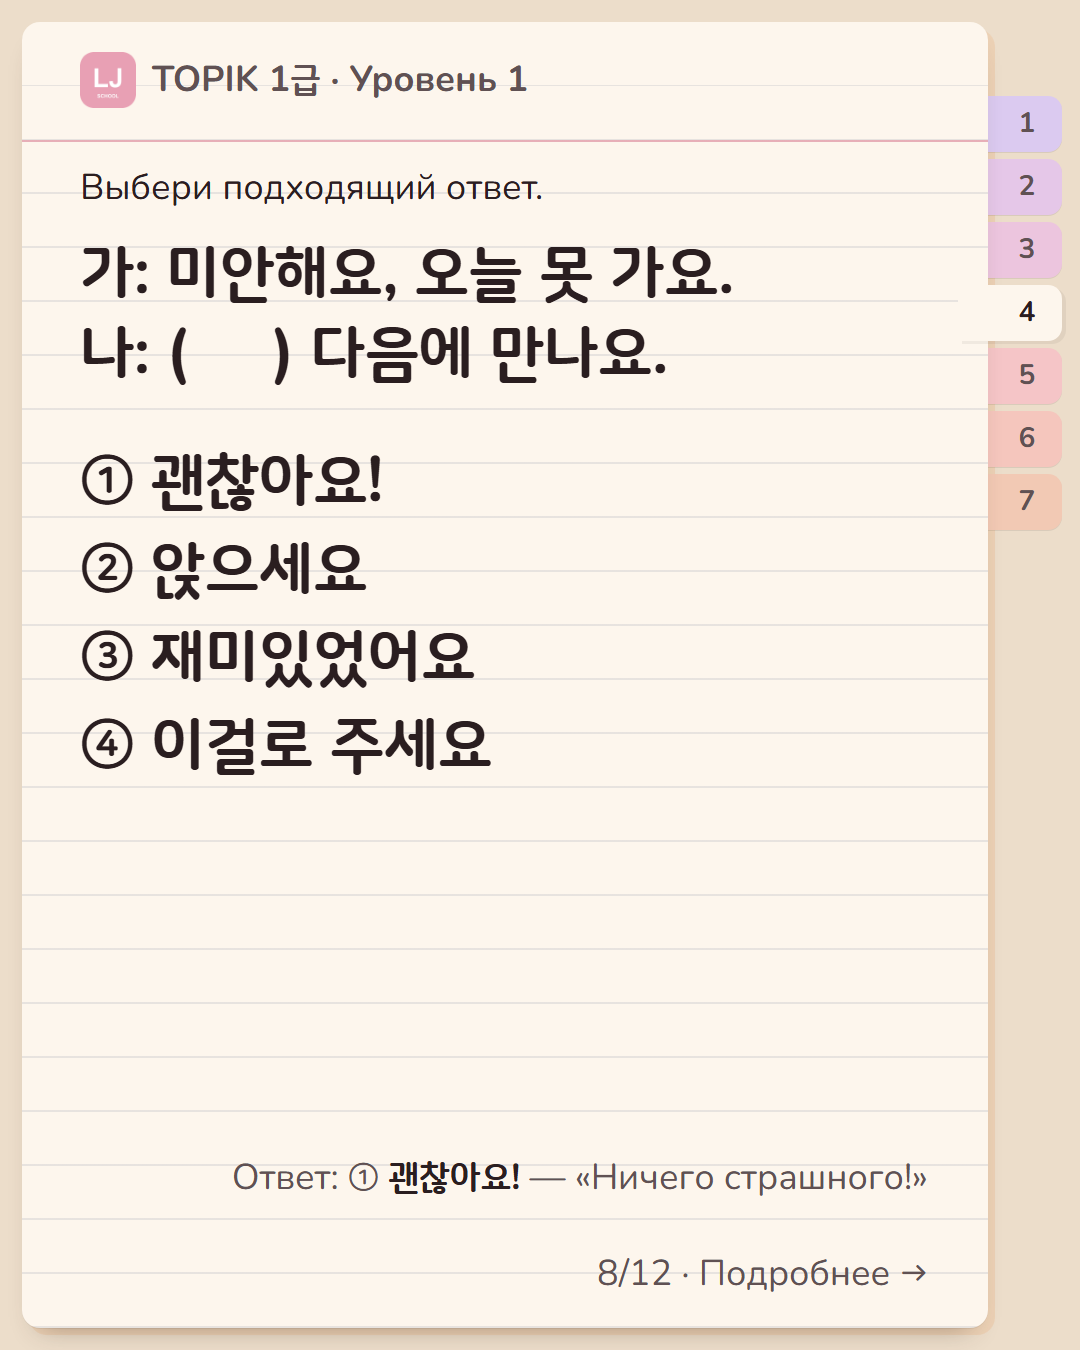 LJ
SCHOOL
TOPIK 1급 · Уровень 1
1
2
3
4
5
6
7
Выбери подходящий ответ.
가: 미안해요, 오늘 못 가요.
나: ( ) 다음에 만나요.
① 괜찮아요!
② 앉으세요
③ 재미있었어요
④ 이걸로 주세요
Ответ: ① 괜찮아요! — «Ничего страшного!»
8/12 · Подробнее →